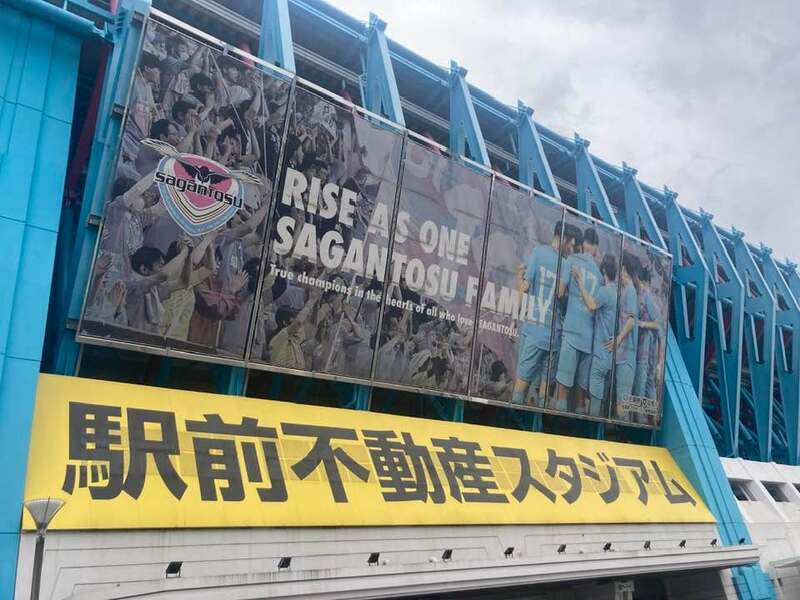 sagantosu
RISE AS ONE
SAGANTOSU FAMILY
True champions in the hearts of all who love SAGANTOSU.
17
駅前不動産スタジアム